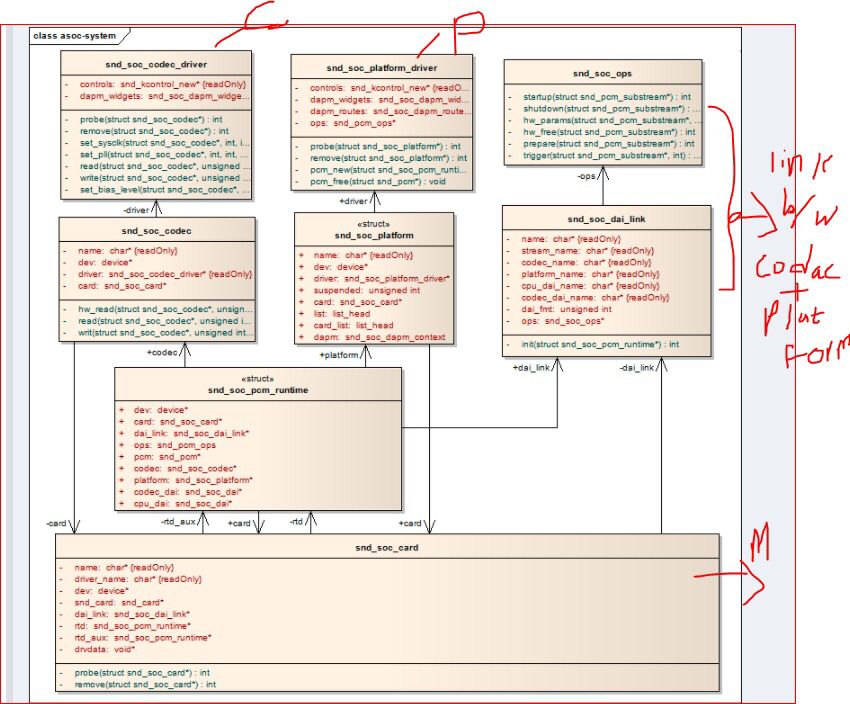 C
P
class asoc-system
snd_soc_codec_driver
- controls: snd_kcontrol_new* {readOnly}
- dapm_widgets: snd_soc_dapm_widge...
- probe(struct snd_soc_codec*) : int
- remove(struct snd_soc_codec*) : int
- set_sysclk(struct snd_soc_codec*, int, i...
- set_pll(struct snd_soc_codec*, int, int, ...
- read(struct snd_soc_codec*, unsigned ...
- write(struct snd_soc_codec*, unsigned ...
- set_bias_level(struct snd_soc_codec*, ...
snd_soc_platform_driver
- controls: snd_kcontrol_new* {readO...
- dapm_widgets: snd_soc_dapm_wid...
- dapm_routes: snd_soc_dapm_route...
- ops: snd_pcm_ops*
- probe(struct snd_soc_platform*) : int
- remove(struct snd_soc_platform*) : int
- pcm_new(struct snd_soc_pcm_runti...
- pcm_free(struct snd_pcm*) : void
snd_soc_ops
- startup(struct snd_pcm_substream*) : int
- shutdown(struct snd_pcm_substream*) : ...
- hw_params(struct snd_pcm_substream*, ...
- hw_free(struct snd_pcm_substream*) : int
- prepare(struct snd_pcm_substream*) : int
- trigger(struct snd_pcm_substream*, int) : ...
-driver
+driver
-ops
snd_soc_codec
- name: char* {readOnly}
- dev: device*
- driver: snd_soc_codec_driver* {readOnly}
- card: snd_soc_card*
- hw_read(struct snd_soc_codec*, unsign...
- read(struct snd_soc_codec*, unsigned i...
- writ(struct snd_soc_codec*, unsigned int...
«struct»
snd_soc_platform
+ name: char* {readOnly}
+ dev: device*
+ driver: snd_soc_platform_driver*
+ suspended: unsigned int
+ card: snd_soc_card*
+ list: list_head
+ card_list: list_head
+ dapm: snd_soc_dapm_context
snd_soc_dai_link
- name: char* {readOnly}
- stream_name: char* {readOnly}
- codec_name: char* {readOnly}
- platform_name: char* {readOnly}
- cpu_dai_name: char* {readOnly}
- codec_dai_name: char* {readOnly}
- dai_fmt: unsigned int
- ops: snd_soc_ops*
- init(struct snd_soc_pcm_runtime*) : int
link
b/w
codac
+
Plat
form
+codec
+platform
+dai_link
-dai_link
«struct»
snd_soc_pcm_runtime
+ dev: device*
+ card: snd_soc_card*
+ dai_link: snd_soc_dai_link*
+ ops: snd_pcm_ops
+ pcm: snd_pcm*
+ codec: snd_soc_codec*
+ platform: snd_soc_platform*
+ codec_dai: snd_soc_dai*
+ cpu_dai: snd_soc_dai*
-card
-rtd_aux
+card
-rtd
+card
M
snd_soc_card
- name: char* {readOnly}
- driver_name: char* {readOnly}
- dev: device*
- snd_card: snd_card*
- dai_link: snd_soc_dai_link*
- rtd: snd_soc_pcm_runtime*
- rtd_aux: snd_soc_pcm_runtime*
- drvdata: void*
- probe(struct snd_soc_card*) : int
- remove(struct snd_soc_card*) : int